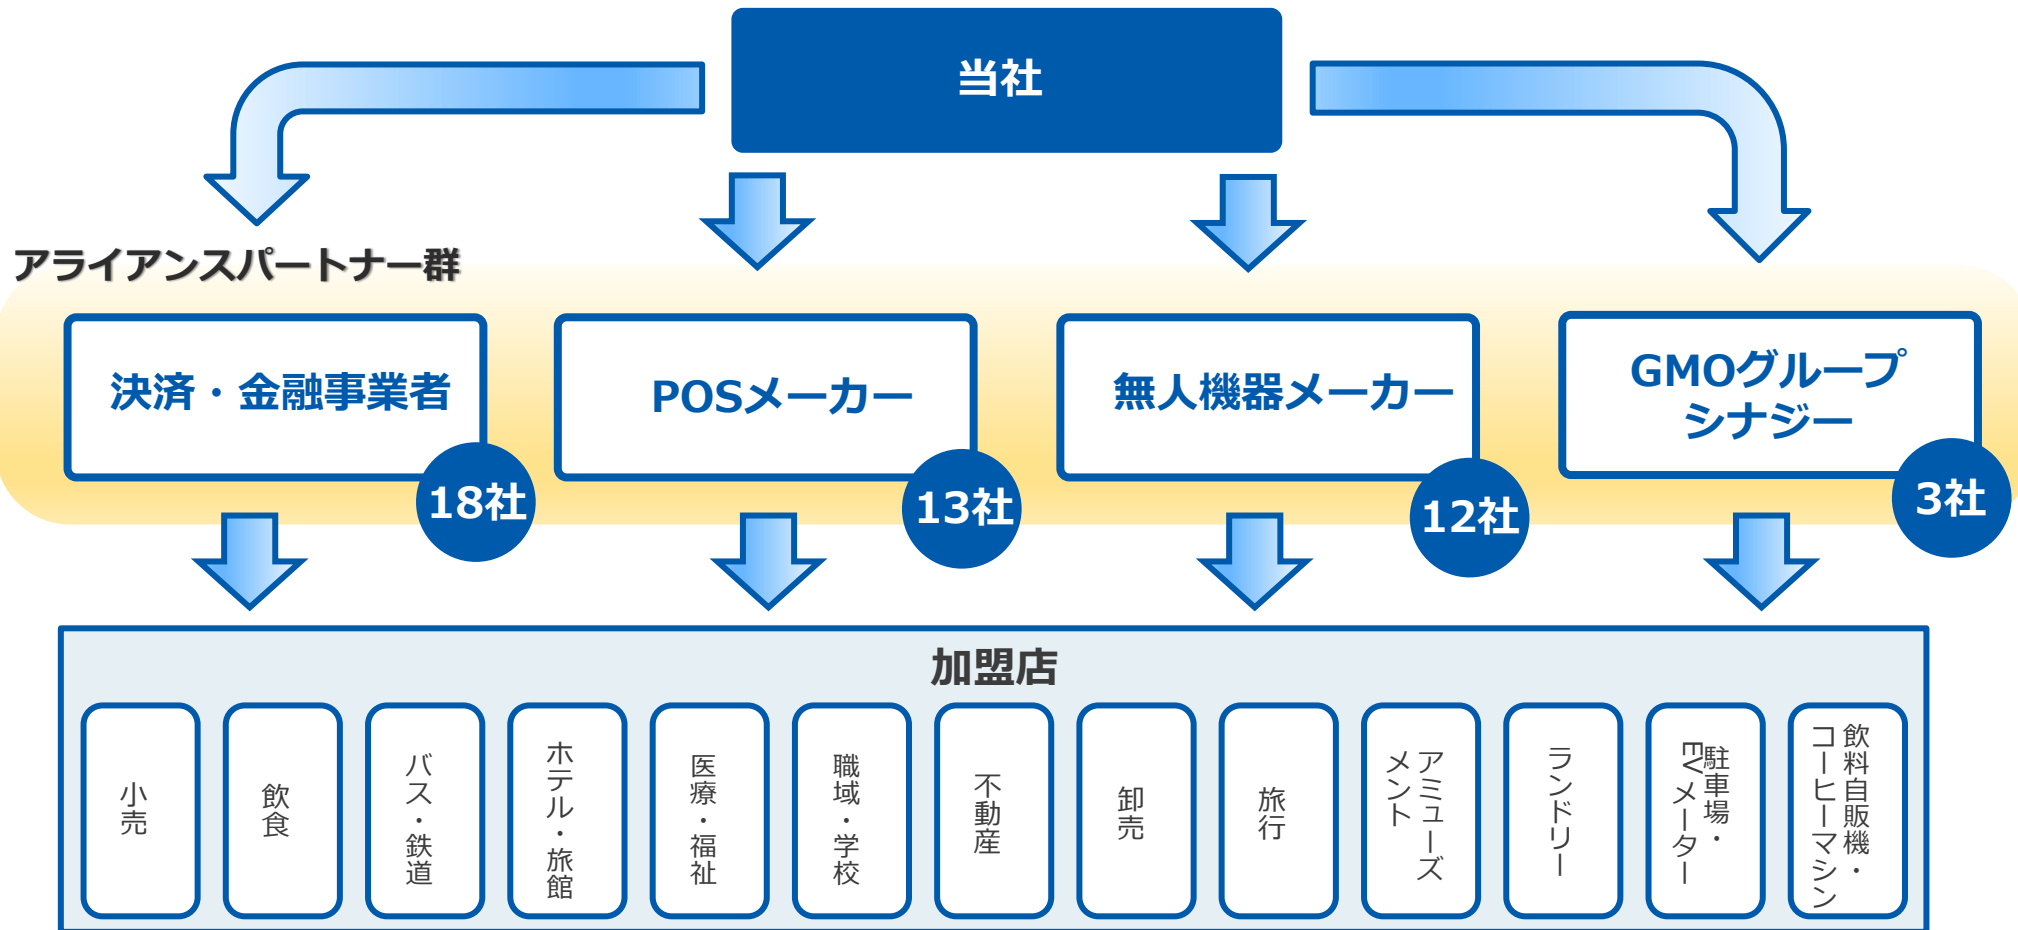 当社
アライアンスパートナー群
決済・金融事業者
18社
POSメーカー
13社
無人機器メーカー
12社
GMOグループ
シナジー
3社
加盟店
小売
飲食
バス・鉄道
ホテル・旅館
医療・福祉
職域・学校
不動産
卸売
旅行
アミューズ
メント
ランドリー
駐車場・
EVメーター
飲料自販機・
コーヒーマシン